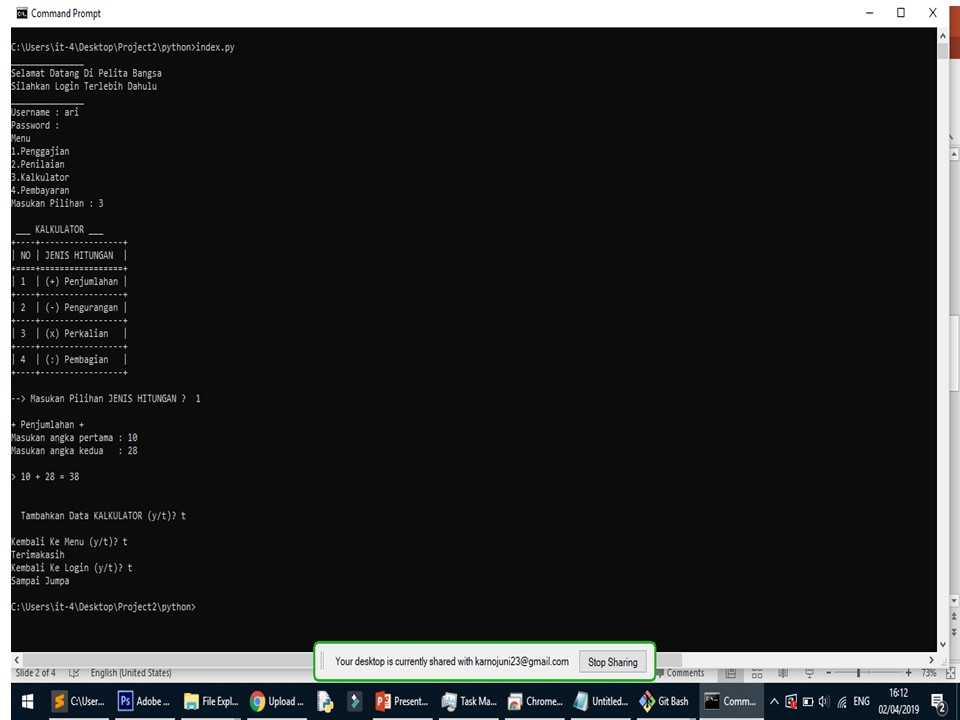 Command Prompt
C:\Users\it-4\Desktop\Project2\python>index.py
_______________
Selamat Datang Di Pelita Bangsa
Silahkan Login Terlebih Dahulu
_______________
Username : ari
Password :
Menu
1.Penggajian
2.Penilaian
3.Kalkulator
4.Pembayaran
Masukan Pilihan : 3
___ KALKULATOR ___
+----+-----------------+
| NO | JENIS HITUNGAN  |
+====+=================+
| 1  | (+) Penjumlahan |
+----+-----------------+
| 2  | (-) Pengurangan |
+----+-----------------+
| 3  | (x) Perkalian   |
+----+-----------------+
| 4  | (:) Pembagian   |
+----+-----------------+
--> Masukan Pilihan JENIS HITUNGAN ?  1
+ Penjumlahan +
Masukan angka pertama : 10
Masukan angka kedua   : 28
> 10 + 28 = 38
Tambahkan Data KALKULATOR (y/t)? t
Kembali Ke Menu (y/t)? t
Terimakasih
Kembali Ke Login (y/t)? t
Sampai Jumpa
C:\Users\it-4\Desktop\Project2\python>
Your desktop is currently shared with karnojuni23@gmail.com Stop Sharing
Slide 2 of 4 English (United States) Comments 73%
C:\User... Ps Adobe ... File Expl... Upload ... Present... Task Ma... Chrome... Untitled... Git Bash Comm... ENG 16:12
02/04/2019 2